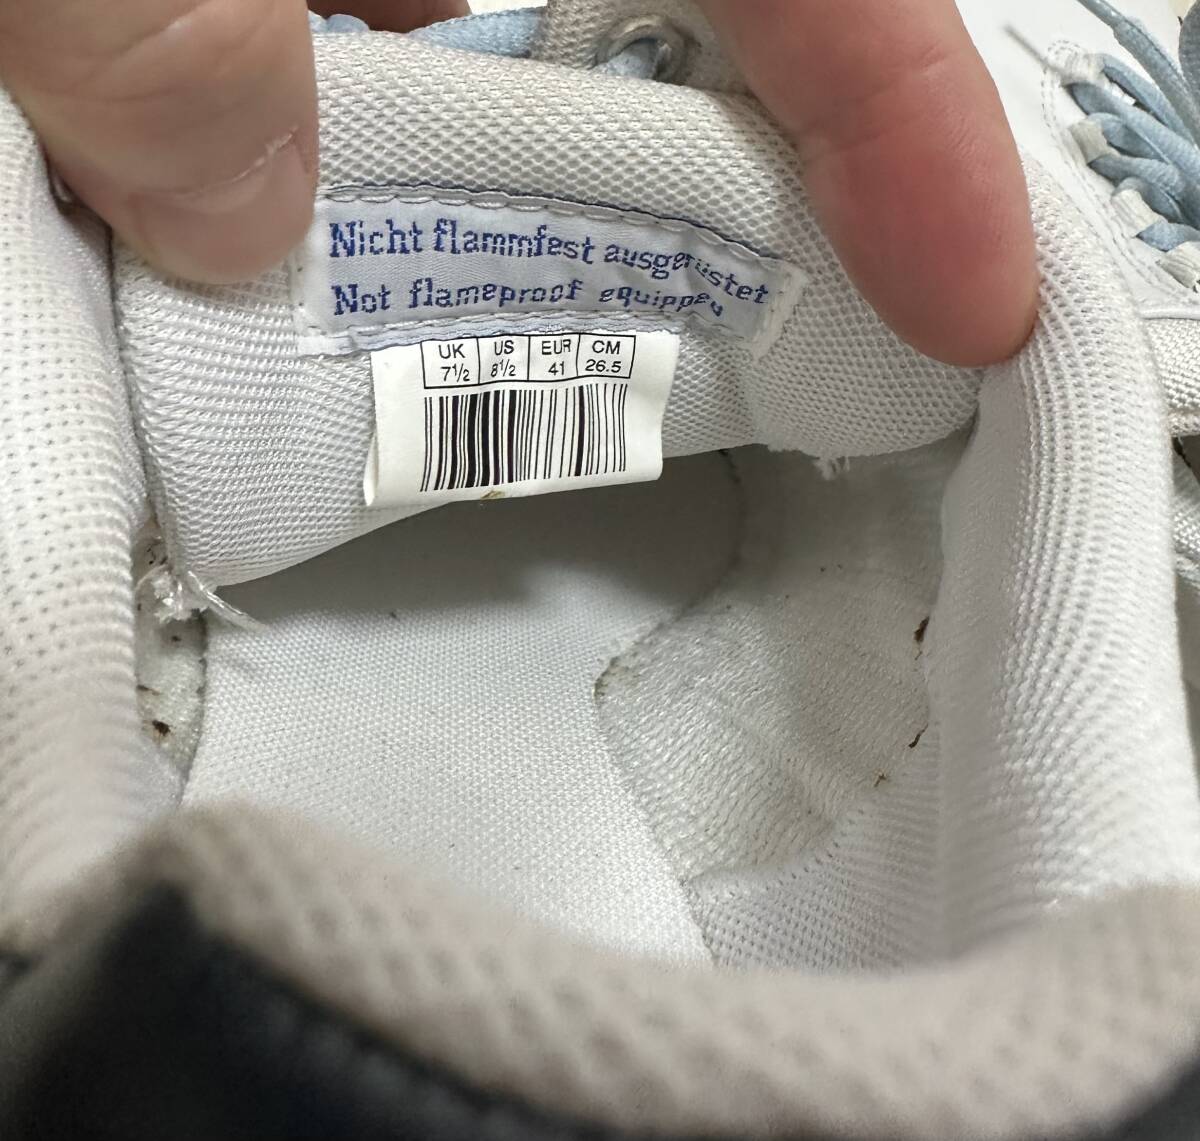 Nicht flammfest ausgerüstet
Not flameproof equipped
UK US EUR CM
7½ 8½ 41 26.5